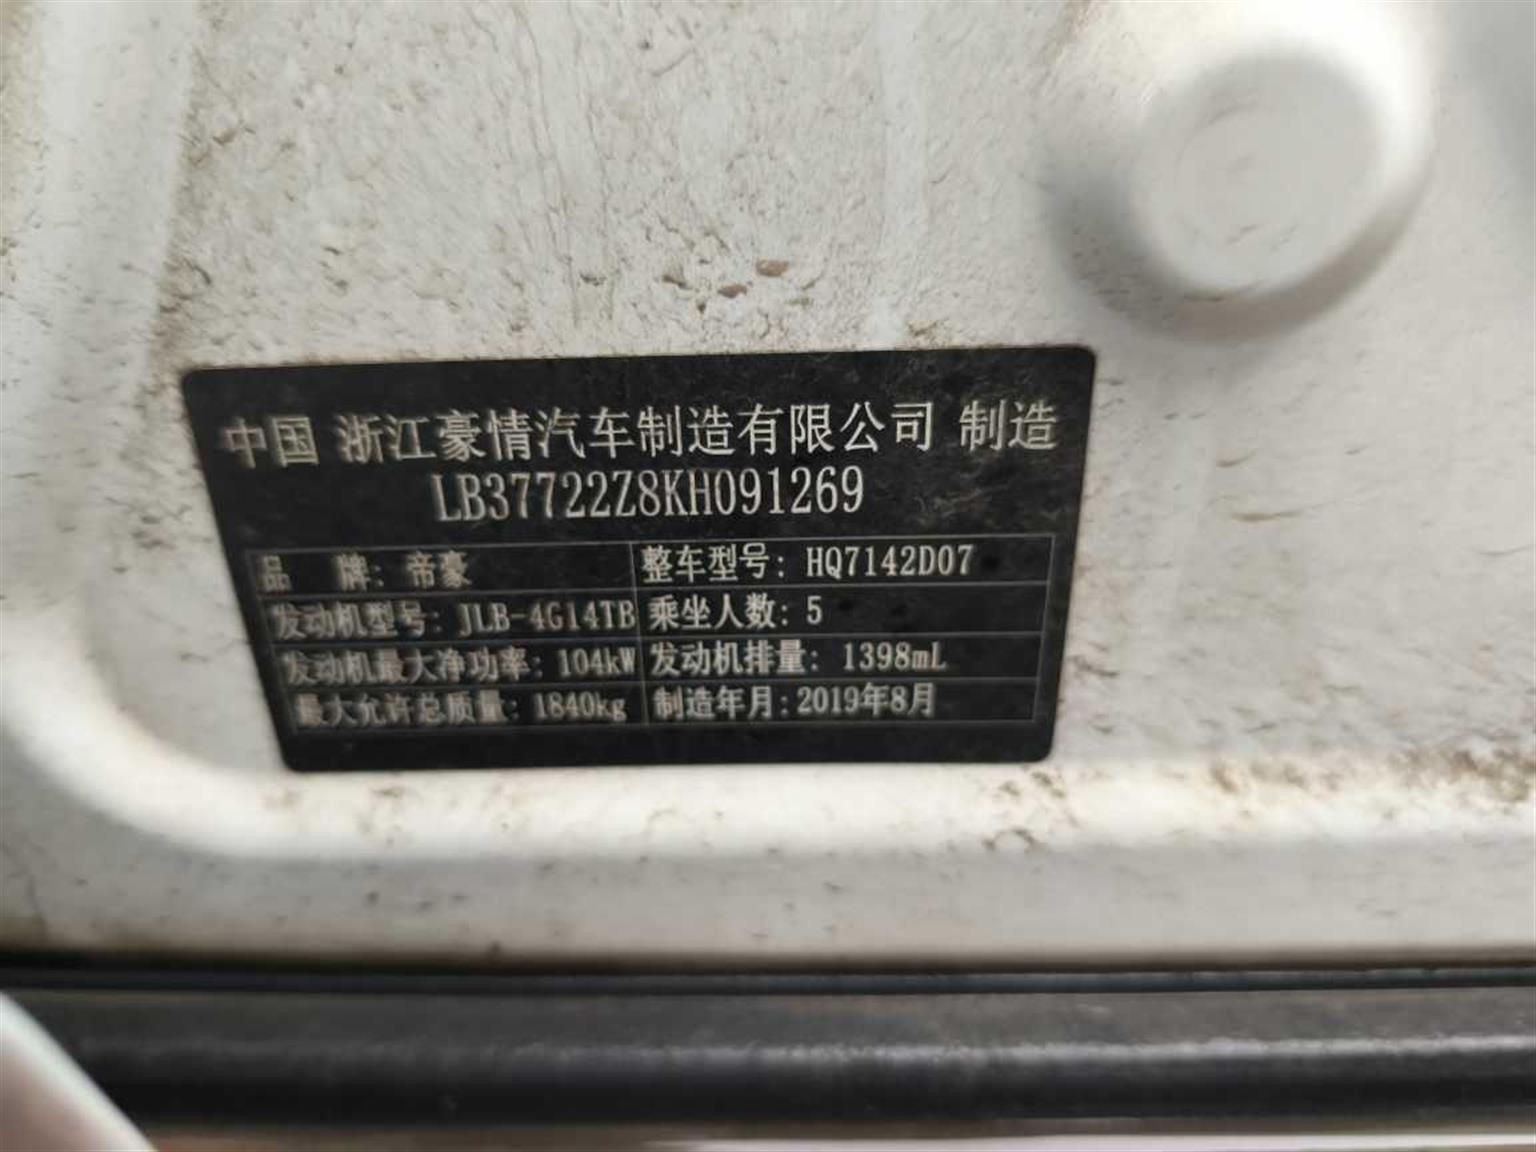 中国 浙江豪情汽车制造有限公司 制造
LB37722Z8KH091269
品 牌: 帝豪 整车型号: HQ7142D07
发动机型号: JLB-4G14TB 乘坐人数: 5
发动机最大净功率: 104kW 发动机排量: 1398mL
最大允许总质量: 1840kg 制造年月: 2019年8月